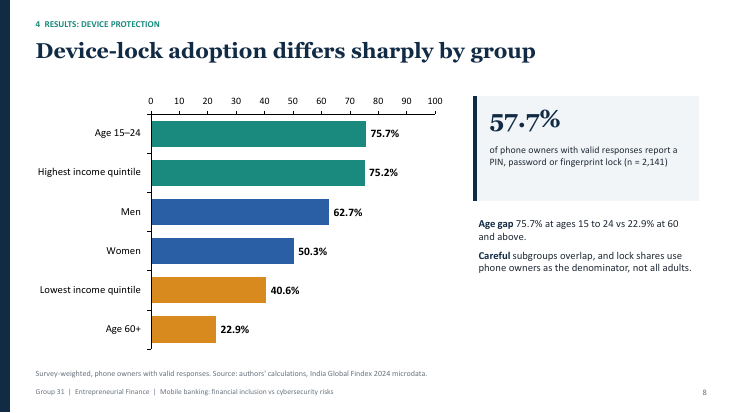 4 RESULTS: DEVICE PROTECTION
Device-lock adoption differs sharply by group
0 10 20 30 40 50 60 70 80 90 100
Age 15–24 75.7%
Highest income quintile 75.2%
Men 62.7%
Women 50.3%
Lowest income quintile 40.6%
Age 60+ 22.9%
57.7%
of phone owners with valid responses report a
PIN, password or fingerprint lock (n = 2,141)
Age gap 75.7% at ages 15 to 24 vs 22.9% at 60
and above.
Careful subgroups overlap, and lock shares use
phone owners as the denominator, not all adults.
Survey-weighted, phone owners with valid responses. Source: authors' calculations, India Global Findex 2024 microdata.
Group 31 | Entrepreneurial Finance | Mobile banking: financial inclusion vs cybersecurity risks
8